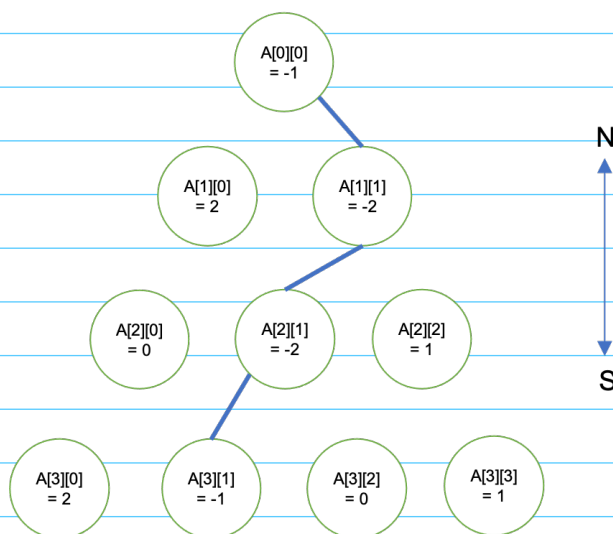 A[0][0]
= -1
N
A[1][0]
= 2
A[1][1]
= -2
A[2][0]
= 0
A[2][1]
= -2
A[2][2]
= 1
S
A[3][0]
= 2
A[3][1]
= -1
A[3][2]
= 0
A[3][3]
= 1